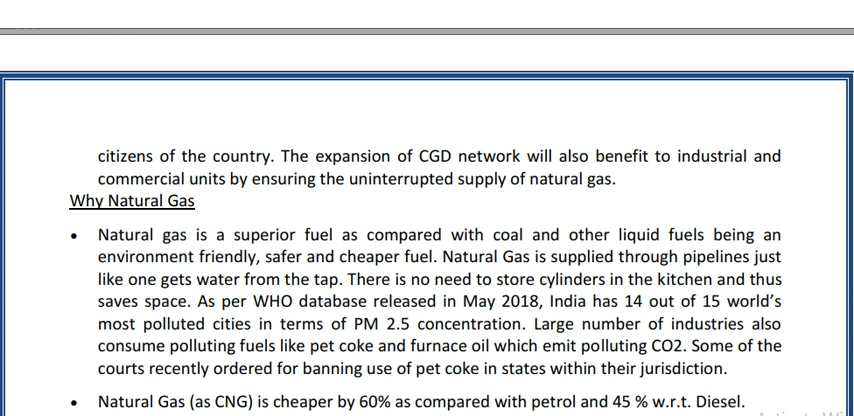 citizens of the country. The expansion of CGD network will also benefit to industrial and
commercial units by ensuring the uninterrupted supply of natural gas.
Why Natural Gas
• Natural gas is a superior fuel as compared with coal and other liquid fuels being an
environment friendly, safer and cheaper fuel. Natural Gas is supplied through pipelines just
like one gets water from the tap. There is no need to store cylinders in the kitchen and thus
saves space. As per WHO database released in May 2018, India has 14 out of 15 world's
most polluted cities in terms of PM 2.5 concentration. Large number of industries also
consume polluting fuels like pet coke and furnace oil which emit polluting CO2. Some of the
courts recently ordered for banning use of pet coke in states within their jurisdiction.
• Natural Gas (as CNG) is cheaper by 60% as compared with petrol and 45 % w.r.t. Diesel.